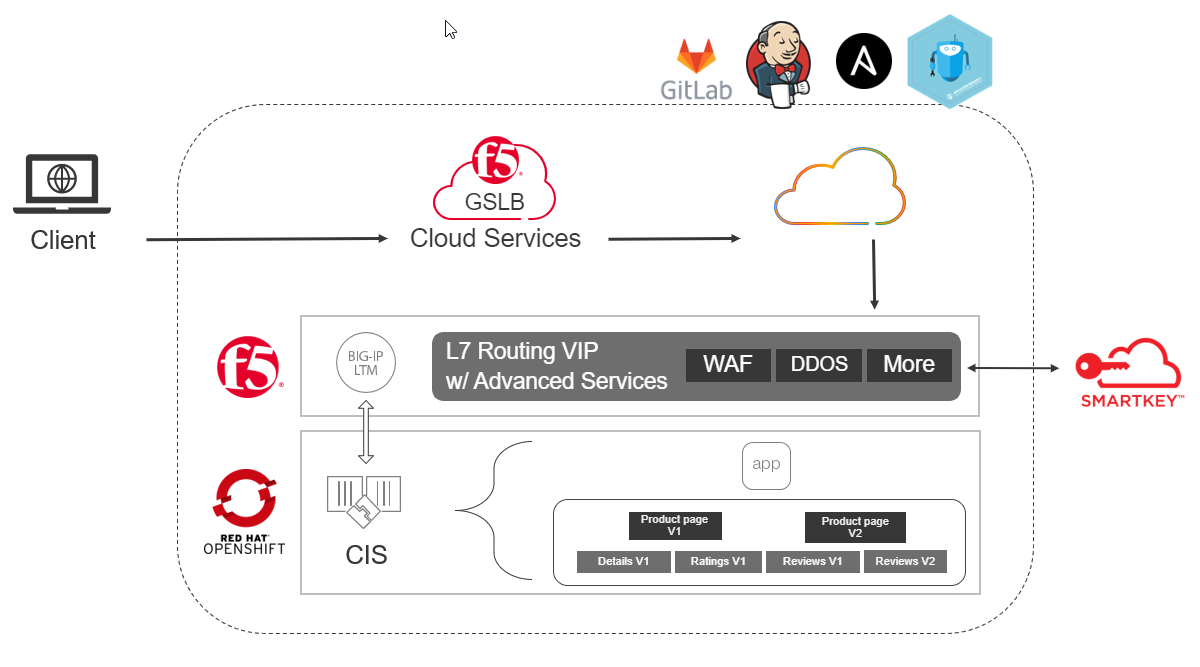 GitLab
A
f5
GSLB
Cloud Services
Client
f5
BIG-IP
LTM
L7 Routing VIP
w/ Advanced Services
WAF
DDOS
More
SMARTKEY™
RED HAT®
OPENSHIFT
CIS
app
Product page
V1
Product page
V2
Details V1
Ratings V1
Reviews V1
Reviews V2